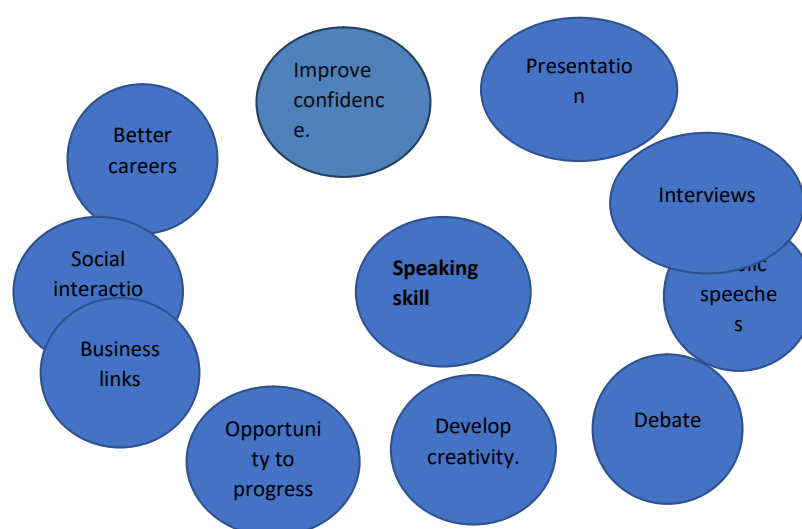 Improve
confidenc
e.
Presentatio
n
Better
careers
Interviews
Social
interactio
Speaking
skill
speeche
s
Business
links
Opportuni
ty to
progress
Develop
creativity.
Debate